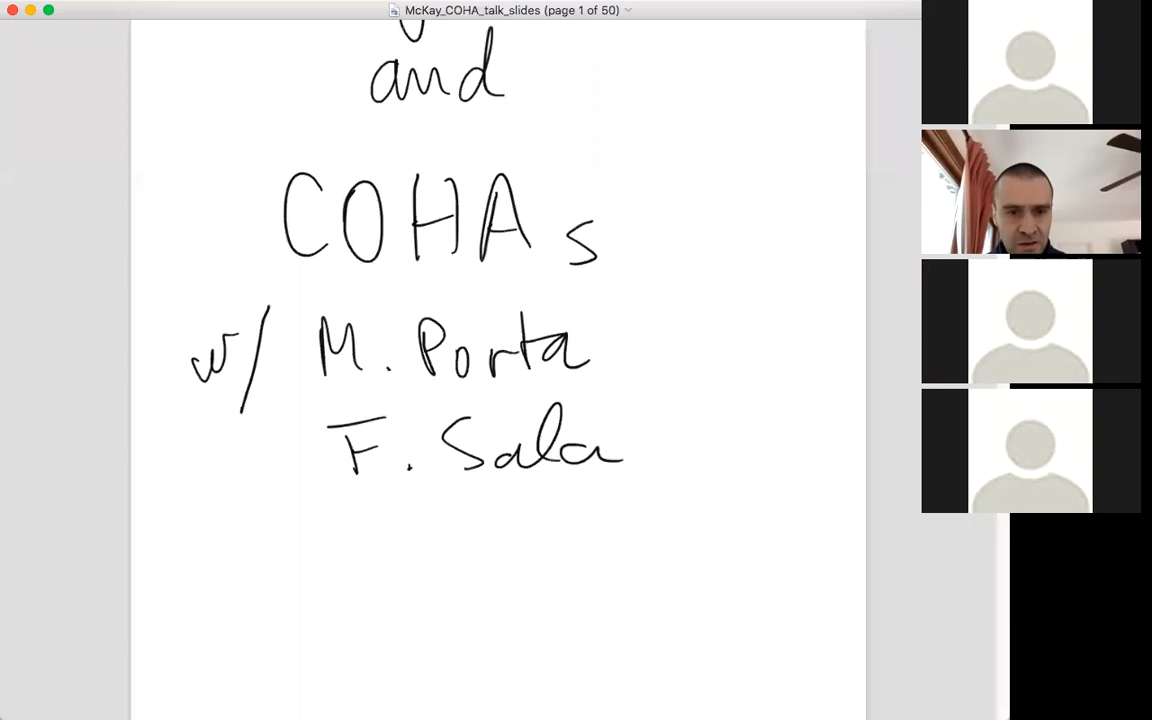 McKay_COHA_talk_slides (page 1 of 50)
and
COHAs
w/ M. Porta
F. Sala